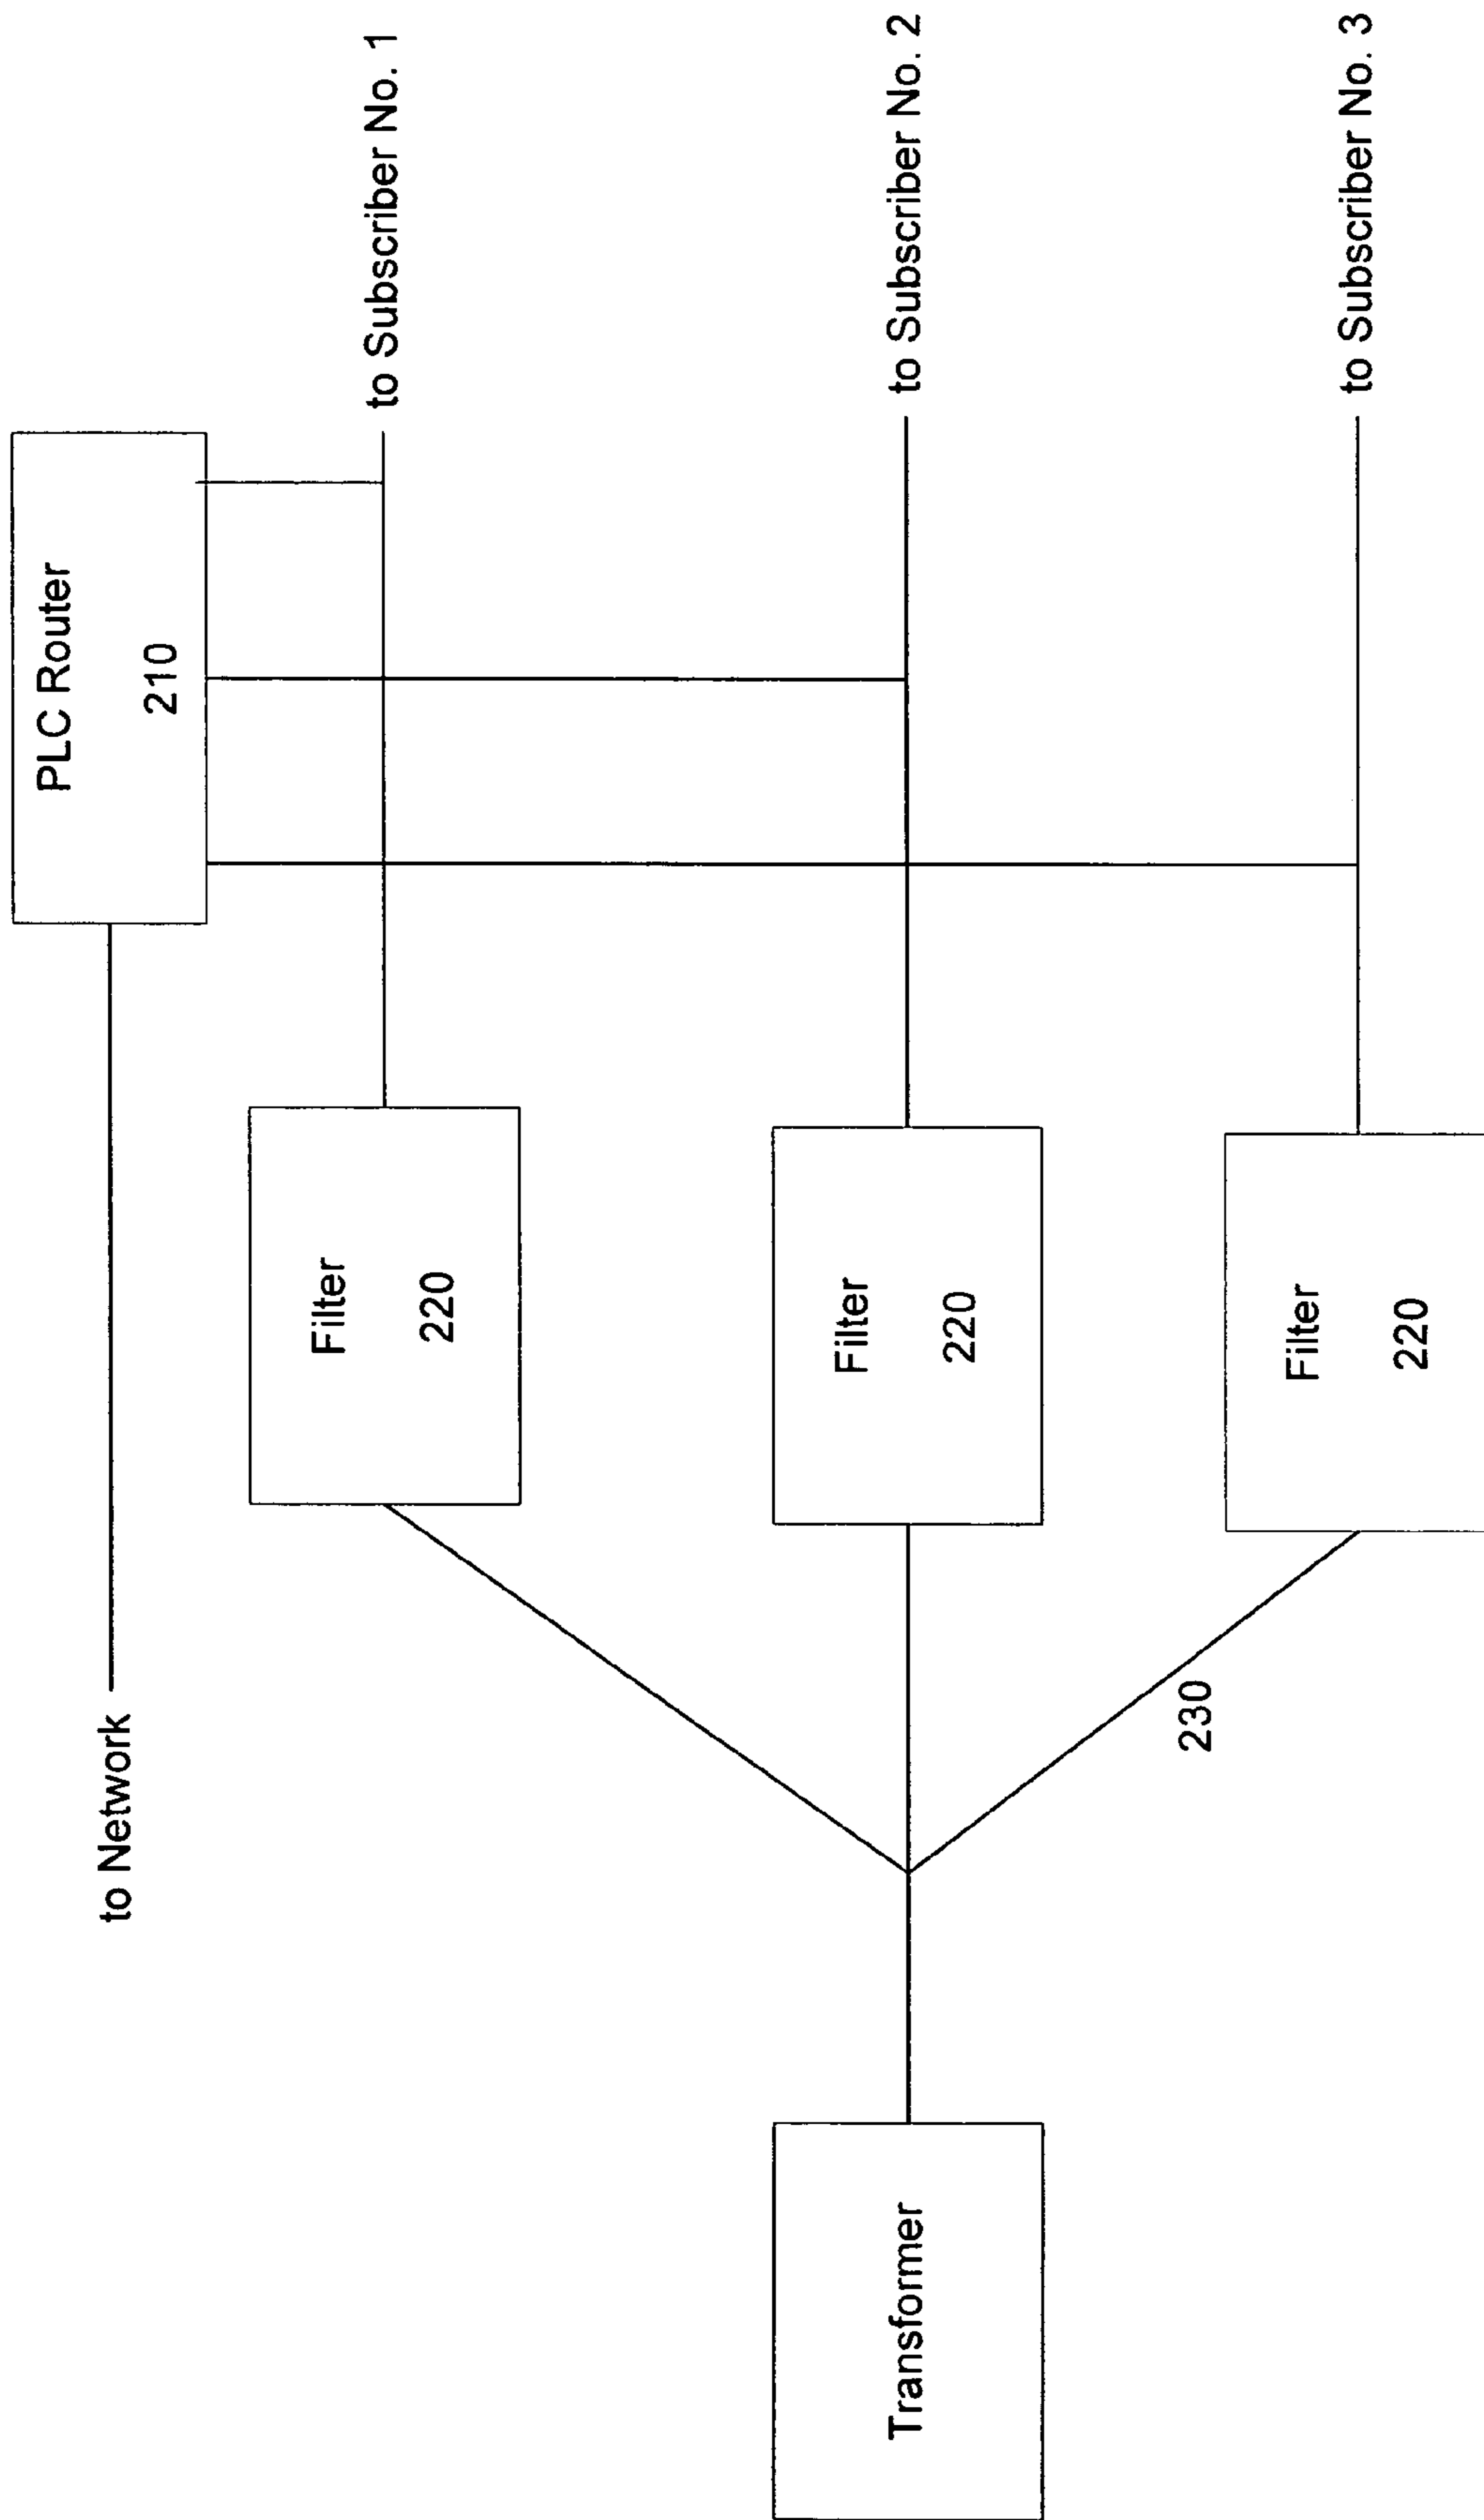 PLC Router
210
to Network
to Subscriber No. 1
Filter
220
to Subscriber No. 2
Filter
220
Transformer
230
to Subscriber No. 3
Filter
220